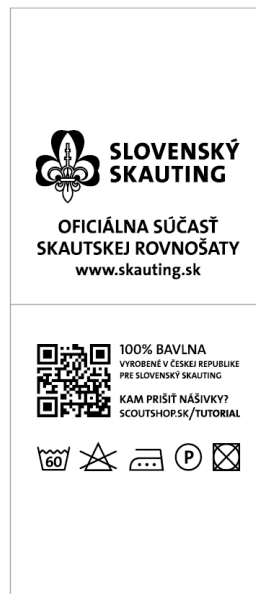 SLOVENSKÝ
SKAUTING
OFICIÁLNA SÚČASŤ
SKAUTSKEJ ROVNOŠATY
www.skauting.sk
100% BAVLNA
VYROBENÉ V ČESKEJ REPUBLIKE
PRE SLOVENSKÝ SKAUTING
KAM PRIŠIŤ NÁŠIVKY?
SCOUTSHOP.SK/TUTORIAL
60
P